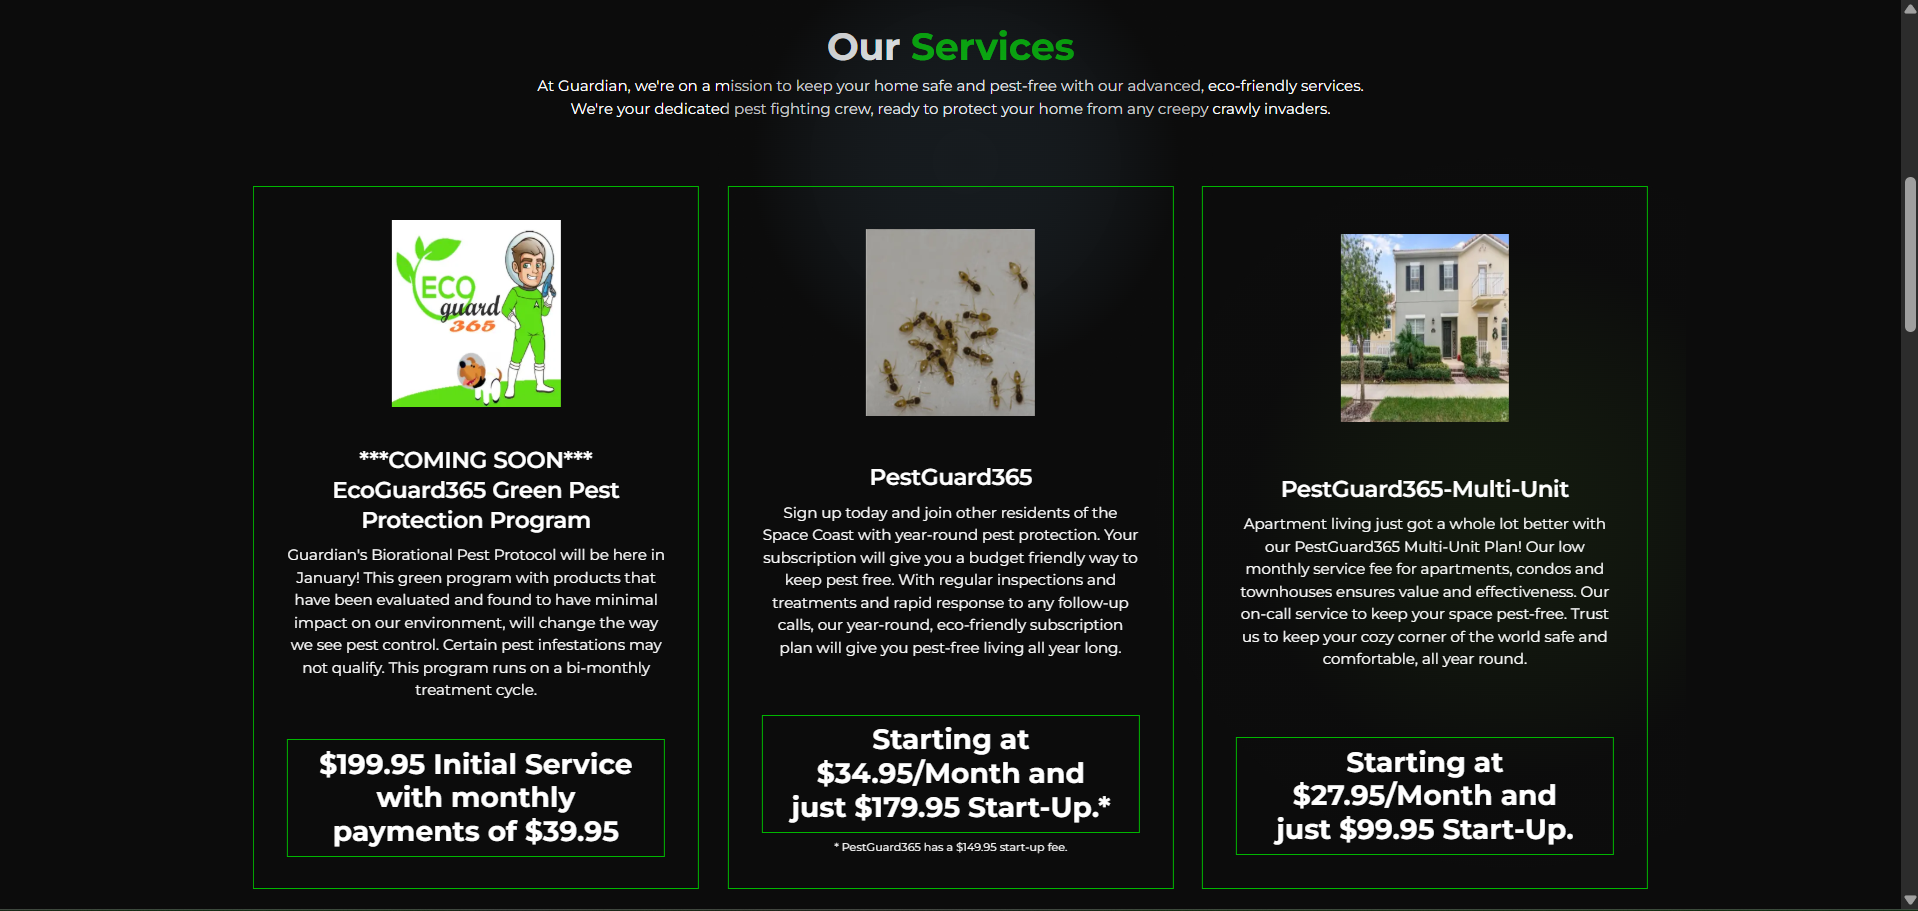 Our Services
At Guardian, we're on a mission to keep your home safe and pest-free with our advanced, eco-friendly services.
We're your dedicated pest fighting crew, ready to protect your home from any creepy crawly invaders.
ECO
guard
365
A
***COMING SOON***
EcoGuard365 Green Pest
Protection Program
Guardian's Biorational Pest Protocol will be here in
January! This green program with products that
have been evaluated and found to have minimal
impact on our environment, will change the way
we see pest control. Certain pest infestations may
not qualify. This program runs on a bi-monthly
treatment cycle.
$199.95 Initial Service
with monthly
payments of $39.95
PestGuard365
Sign up today and join other residents of the
Space Coast with year-round pest protection. Your
subscription will give you a budget friendly way to
keep pest free. With regular inspections and
treatments and rapid response to any follow-up
calls, our year-round, eco-friendly subscription
plan will give you pest-free living all year long.
Starting at
$34.95/Month and
just $179.95 Start-Up.*
* PestGuard365 has a $149.95 start-up fee.
PestGuard365-Multi-Unit
Apartment living just got a whole lot better with
our PestGuard365 Multi-Unit Plan! Our low
monthly service fee for apartments, condos and
townhouses ensures value and effectiveness. Our
on-call service to keep your space pest-free. Trust
us to keep your cozy corner of the world safe and
comfortable, all year round.
Starting at
$27.95/Month and
just $99.95 Start-Up.